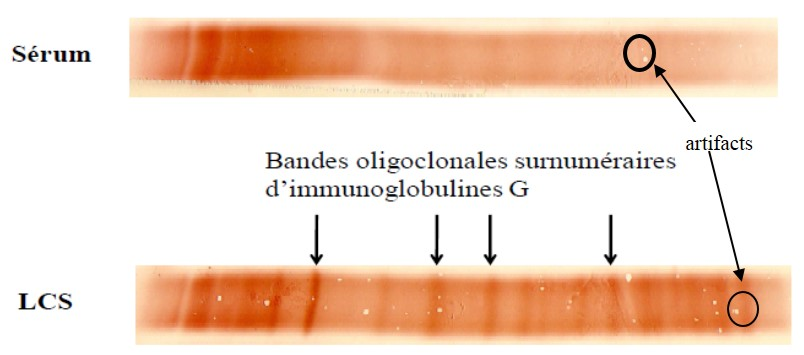 Sérum
artifacts
Bandes oligoclonales surnuméraires
d’immunoglobulines G
LCS